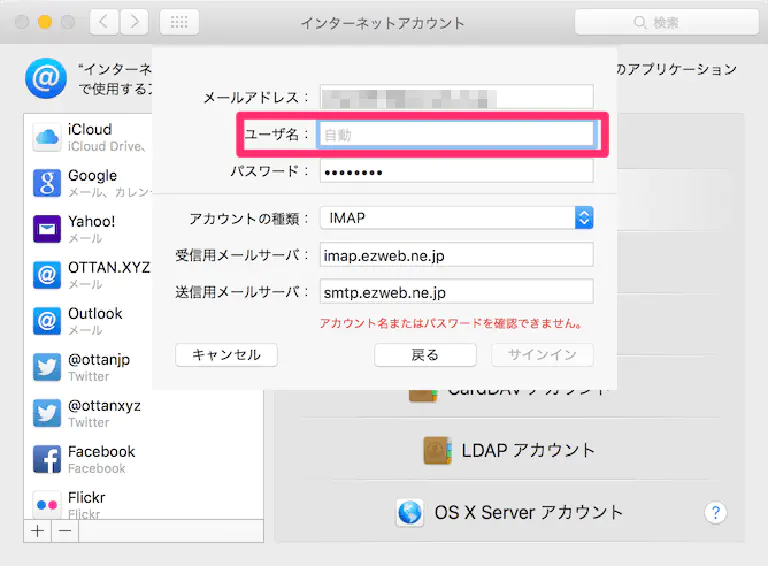 インターネットアカウント
検索
"インターネ
のアプリケーション
で使用する
メールアドレス：
ユーザ名：
自動
パスワード：
••••••••
アカウントの種類：
IMAP
受信用メールサーバ：
imap.ezweb.ne.jp
送信用メールサーバ：
smtp.ezweb.ne.jp
アカウント名またはパスワードを確認できません。
キャンセル
戻る
サインイン
iCloud
iCloud Drive、
Google
メール、カレン
Yahoo!
メール
OTTAN.XYZ
メール
Outlook
メール
@ottanjp
Twitter
@ottanxyz
Twitter
Facebook
Facebook
Flickr
Flickr
CardDAV アカウント
LDAP アカウント
OS X Server アカウント
?